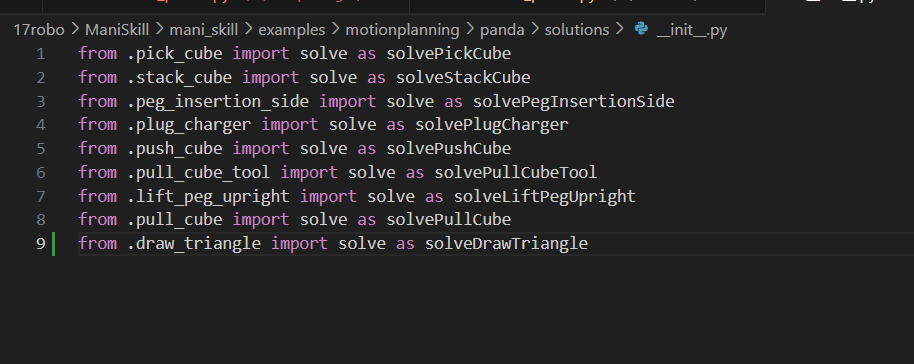 17robo > ManiSkill > mani_skill > examples > motionplanning > panda > solutions > __init__.py
1 from .pick_cube import solve as solvePickCube
2 from .stack_cube import solve as solveStackCube
3 from .peg_insertion_side import solve as solvePegInsertionSide
4 from .plug_charger import solve as solvePlugCharger
5 from .push_cube import solve as solvePushCube
6 from .pull_cube_tool import solve as solvePullCubeTool
7 from .lift_peg_upright import solve as solveLiftPegUpright
8 from .pull_cube import solve as solvePullCube
9 from .draw_triangle import solve as solveDrawTriangle